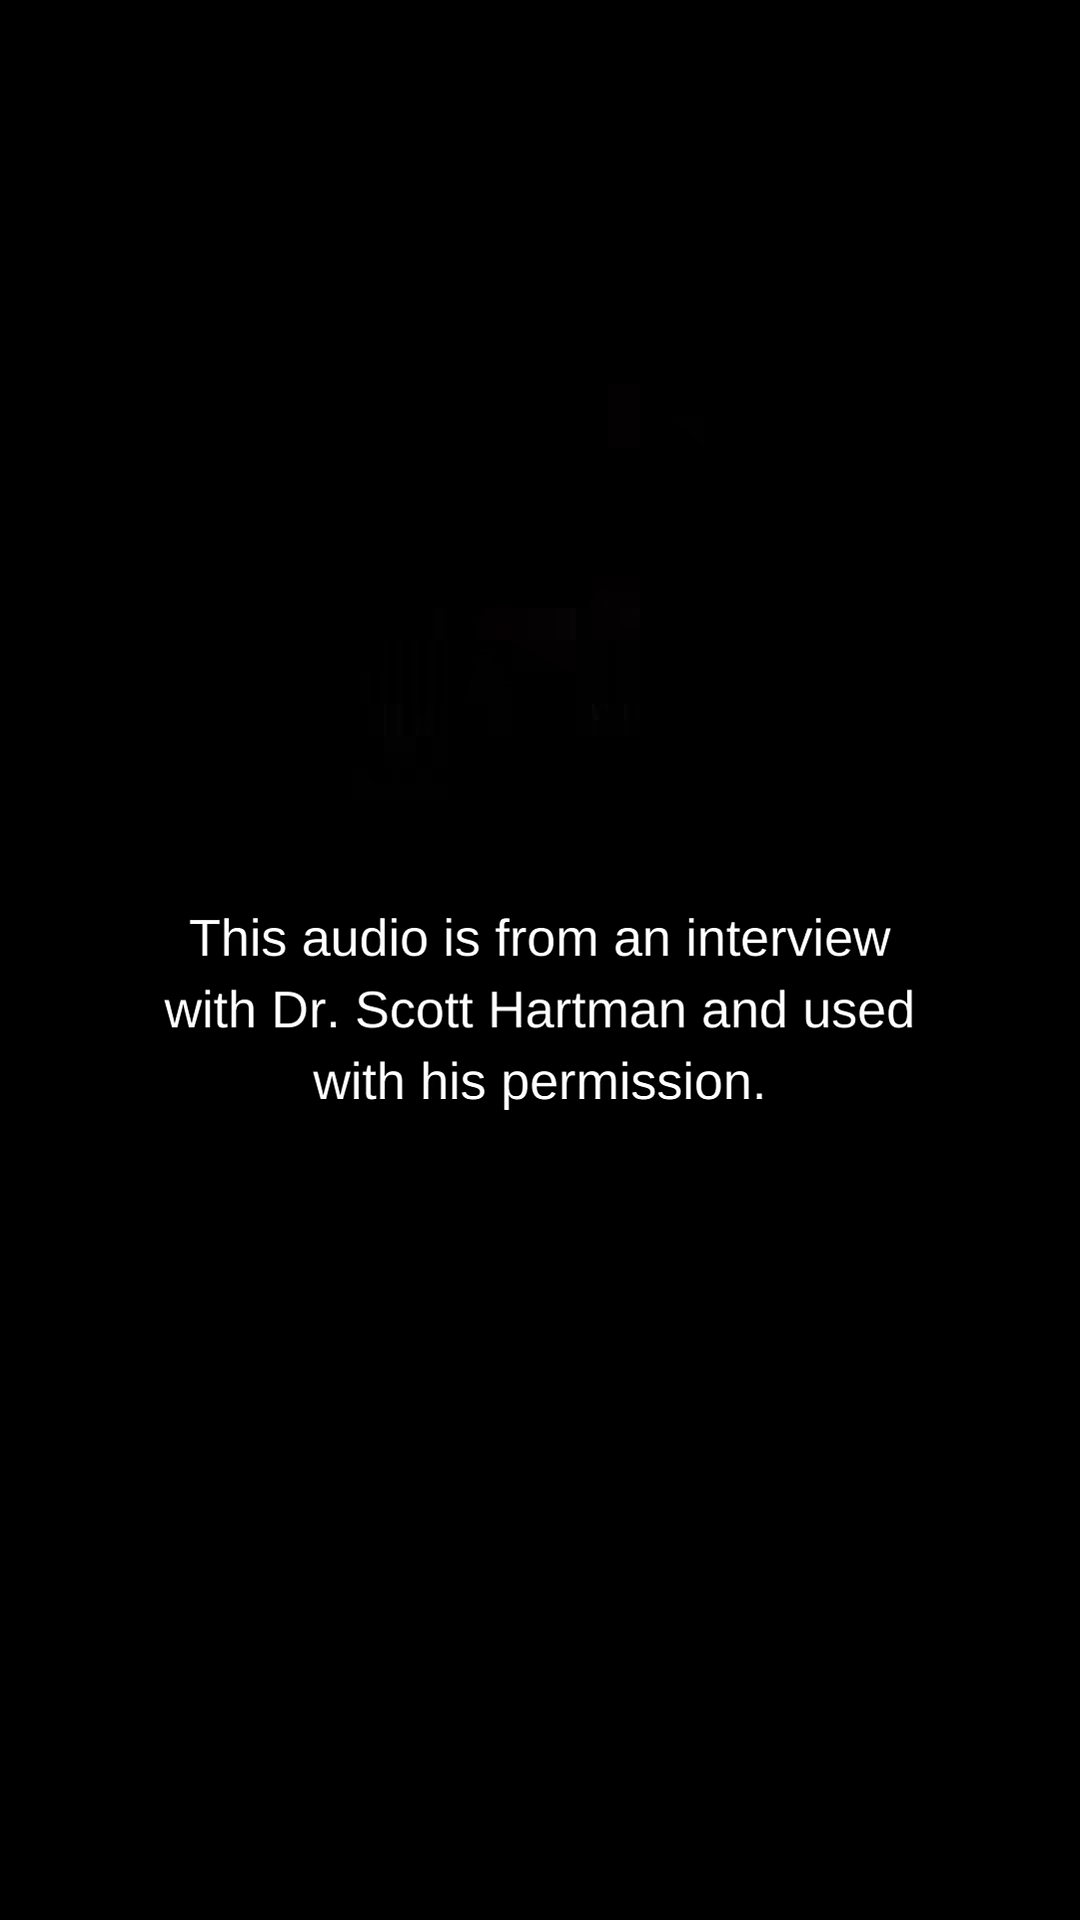 This audio is from an interview
with Dr. Scott Hartman and used
with his permission.